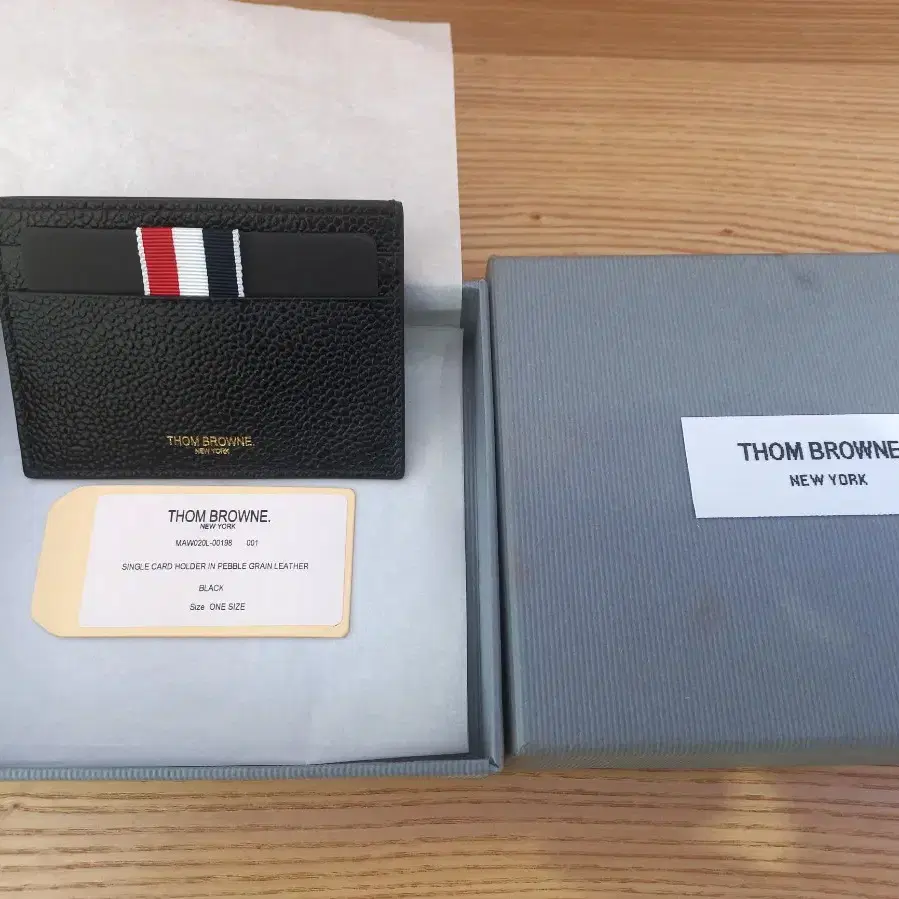 THOM BROWNE.
NEW YORK
THOM BROWNE.
NEW YORK
MAW020L-00198 001
SINGLE CARD HOLDER IN PEBBLE GRAIN LEATHER
BLACK
Size ONE SIZE
THOM BROWNE
NEW YORK